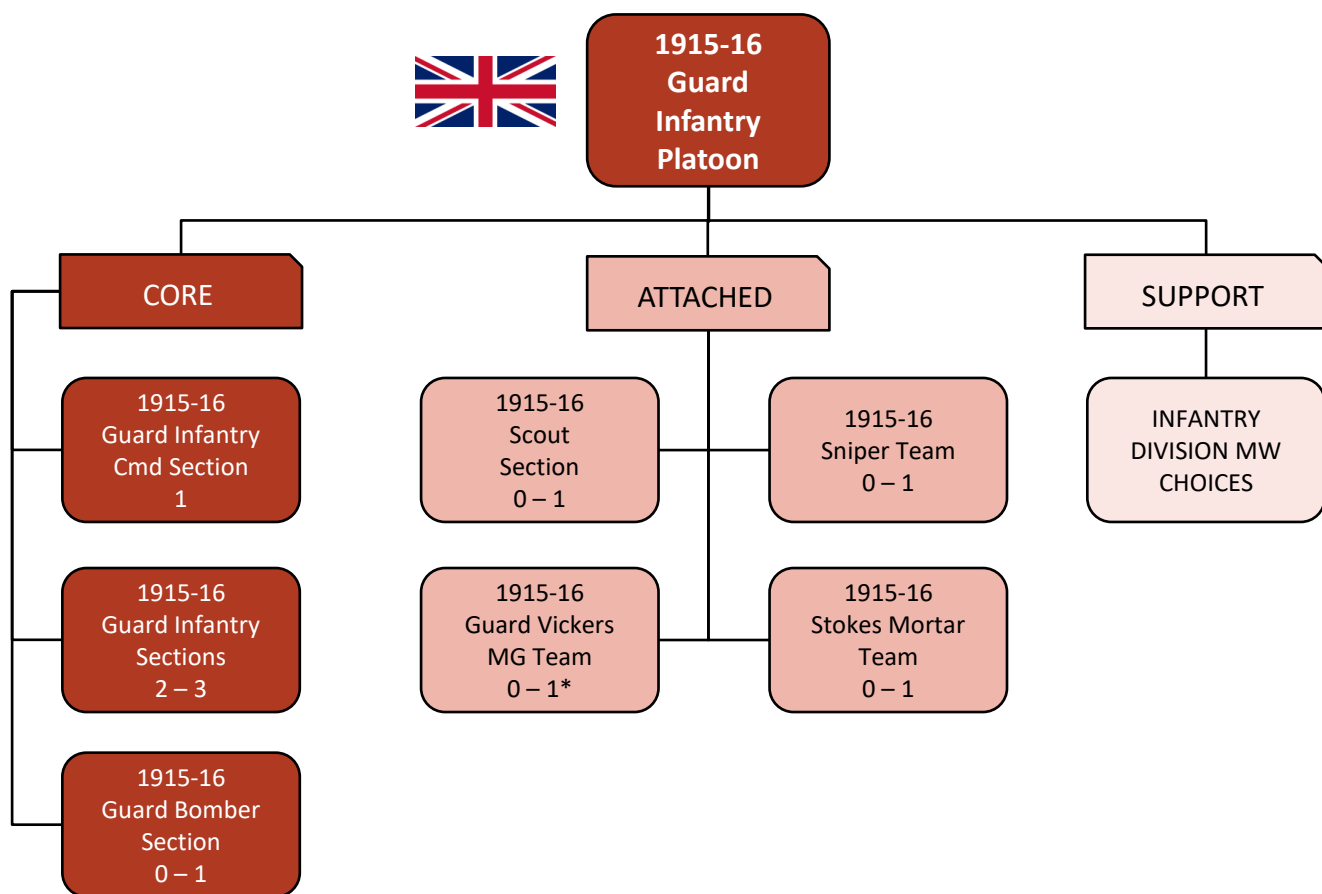 1915-16
Guard
Infantry
Platoon
CORE
ATTACHED
SUPPORT
1915-16
Guard Infantry
Cmd Section
1
1915-16
Scout
Section
0 – 1
1915-16
Sniper Team
0 – 1
INFANTRY
DIVISION MW
CHOICES
1915-16
Guard Infantry
Sections
2 – 3
1915-16
Guard Vickers
MG Team
0 – 1*
1915-16
Stokes Mortar
Team
0 – 1
1915-16
Guard Bomber
Section
0 – 1